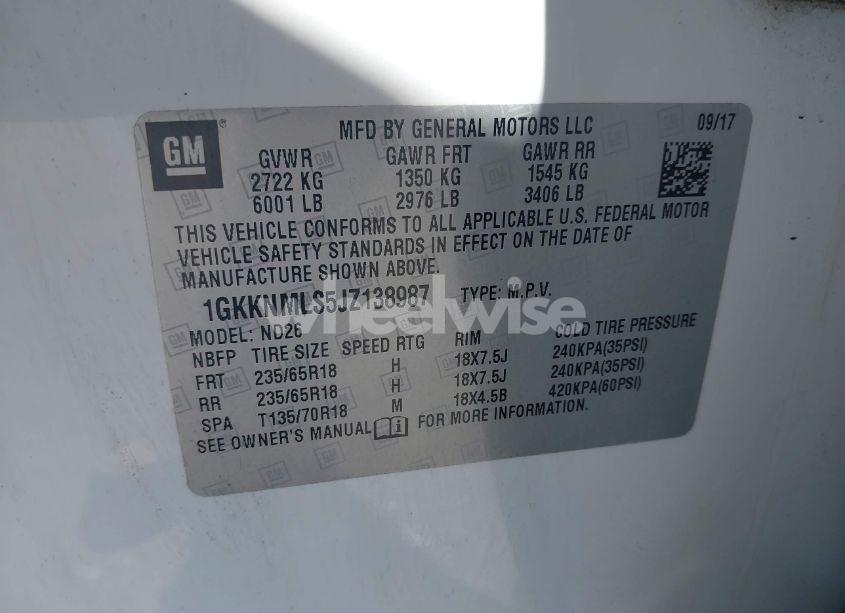 GM
MFD BY GENERAL MOTORS LLC 09/17
GVWR GAWR FRT GAWR RR
2722 KG 1350 KG 1545 KG
6001 LB 2976 LB 3406 LB
THIS VEHICLE CONFORMS TO ALL APPLICABLE U.S. FEDERAL MOTOR
VEHICLE SAFETY STANDARDS IN EFFECT ON THE DATE OF
MANUFACTURE SHOWN ABOVE.
1GKKNMLS5JZ138987 TYPE: M.P.V.
wheelwise
MODEL: ND26
NBFP TIRE SIZE SPEED RTG RIM COLD TIRE PRESSURE
FRT 235/65R18 H 18X7.5J 240KPA(35PSI)
RR 235/65R18 H 18X7.5J 240KPA(35PSI)
SPA T135/70R18 M 18X4.5B 420KPA(60PSI)
SEE OWNER'S MANUAL i FOR MORE INFORMATION.